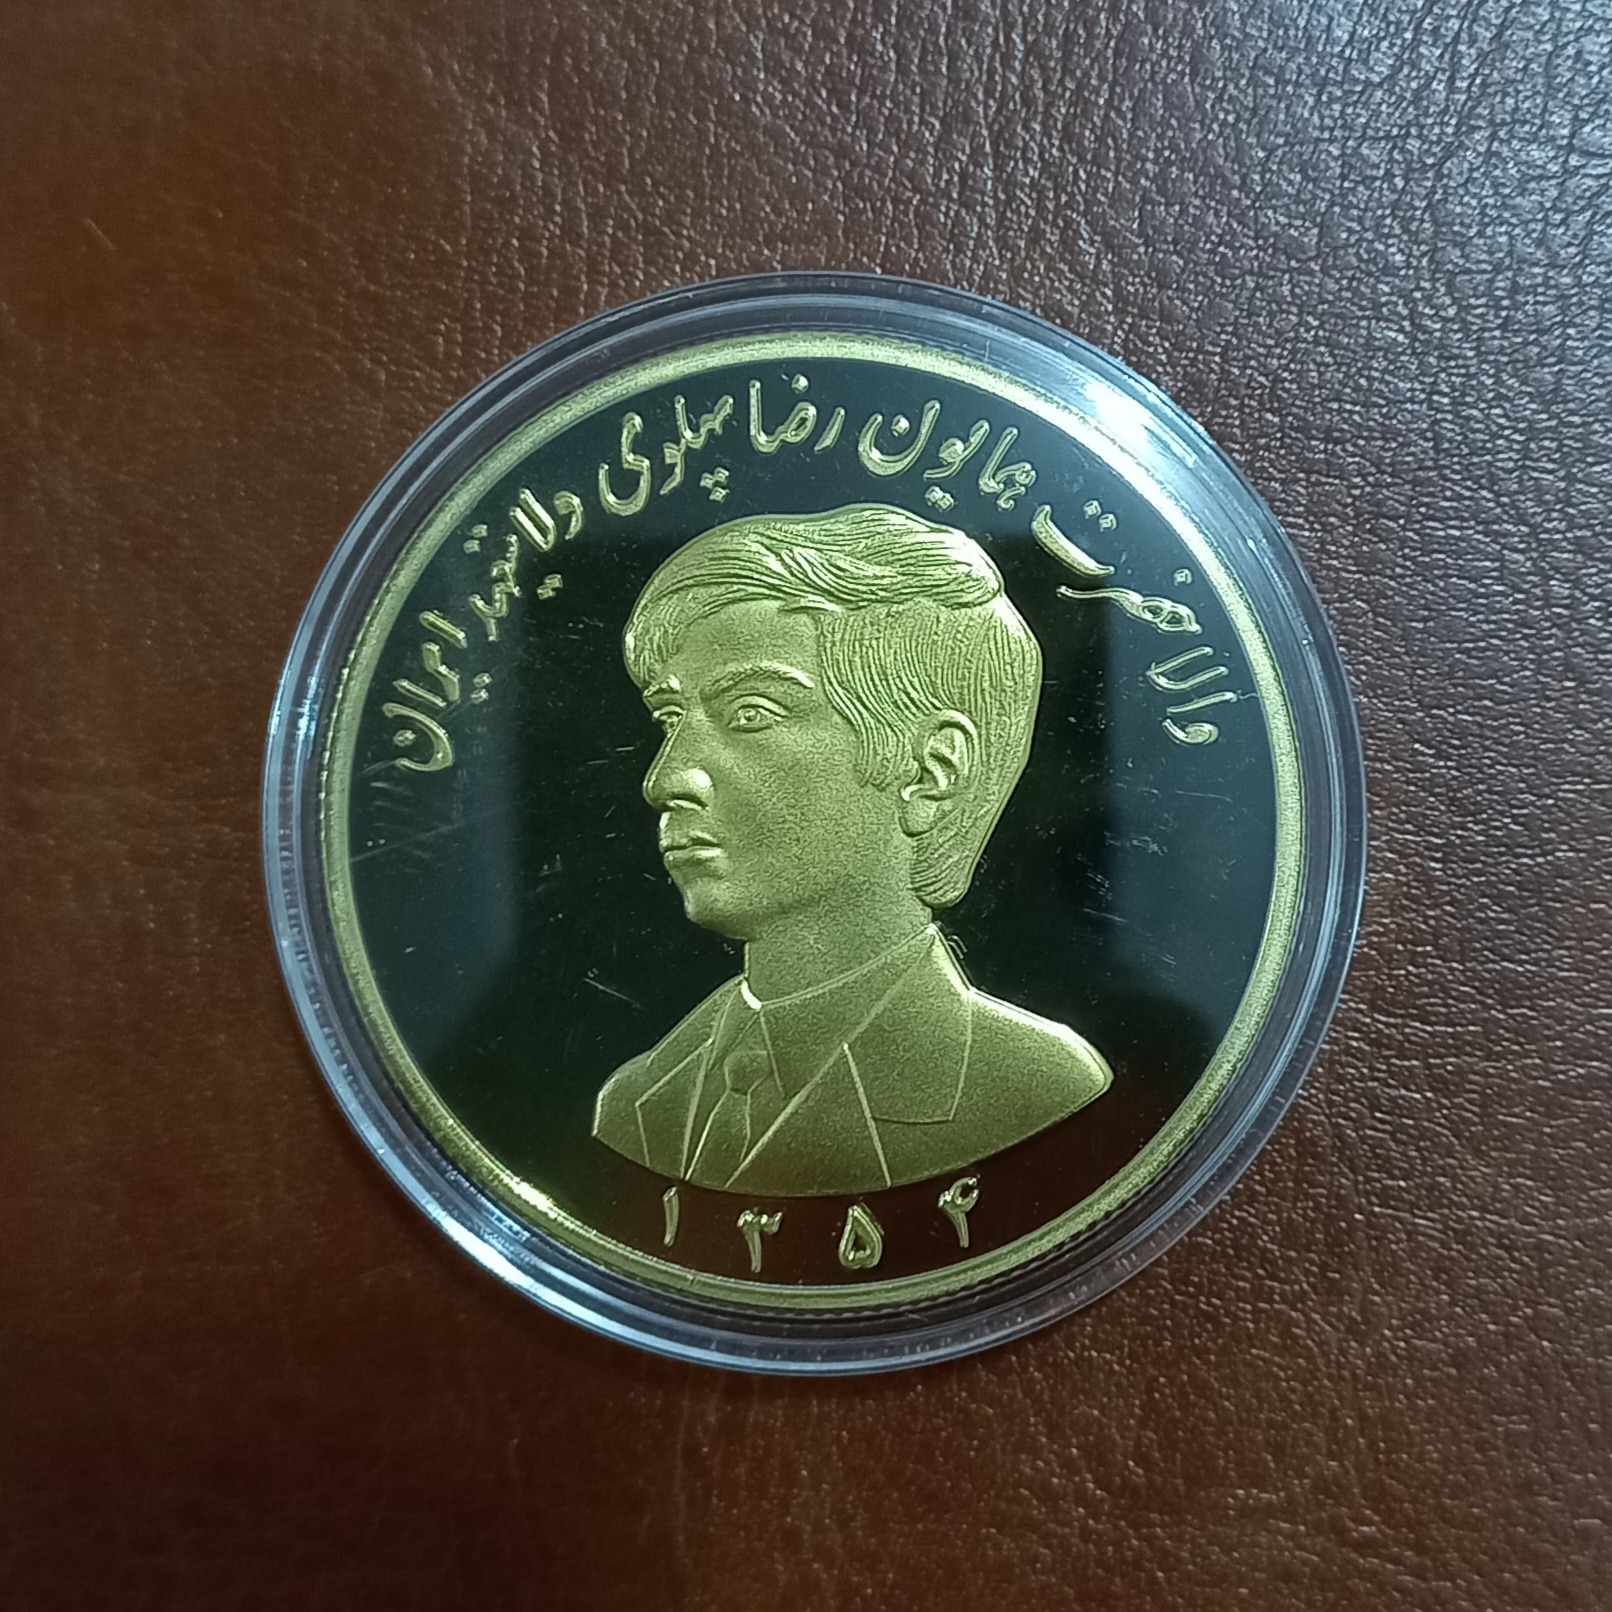 والاحضرت همایون رضا پهلوی ولایتعهد ایران
۱۳۵۴